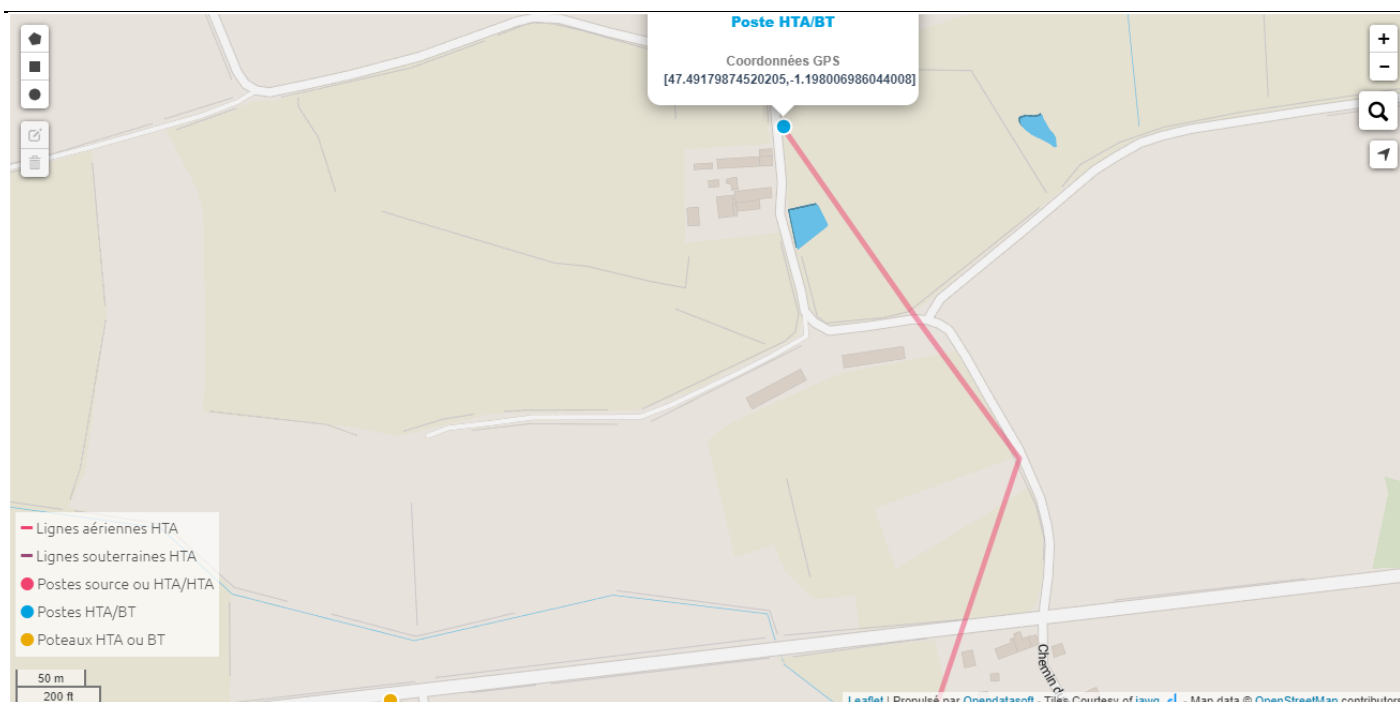 Poste HTA/BT
Coordonnées GPS
[47.49179874520205,-1.198006986044008]
+
−
Lignes aériennes HTA
Lignes souterraines HTA
Postes source ou HTA/HTA
Postes HTA/BT
Poteaux HTA ou BT
50 m
200 ft
Chemin d
Leaflet | Propulsé par Opendatasoft - Tiles Courtesy of jawg - Map data © OpenStreetMap contributors